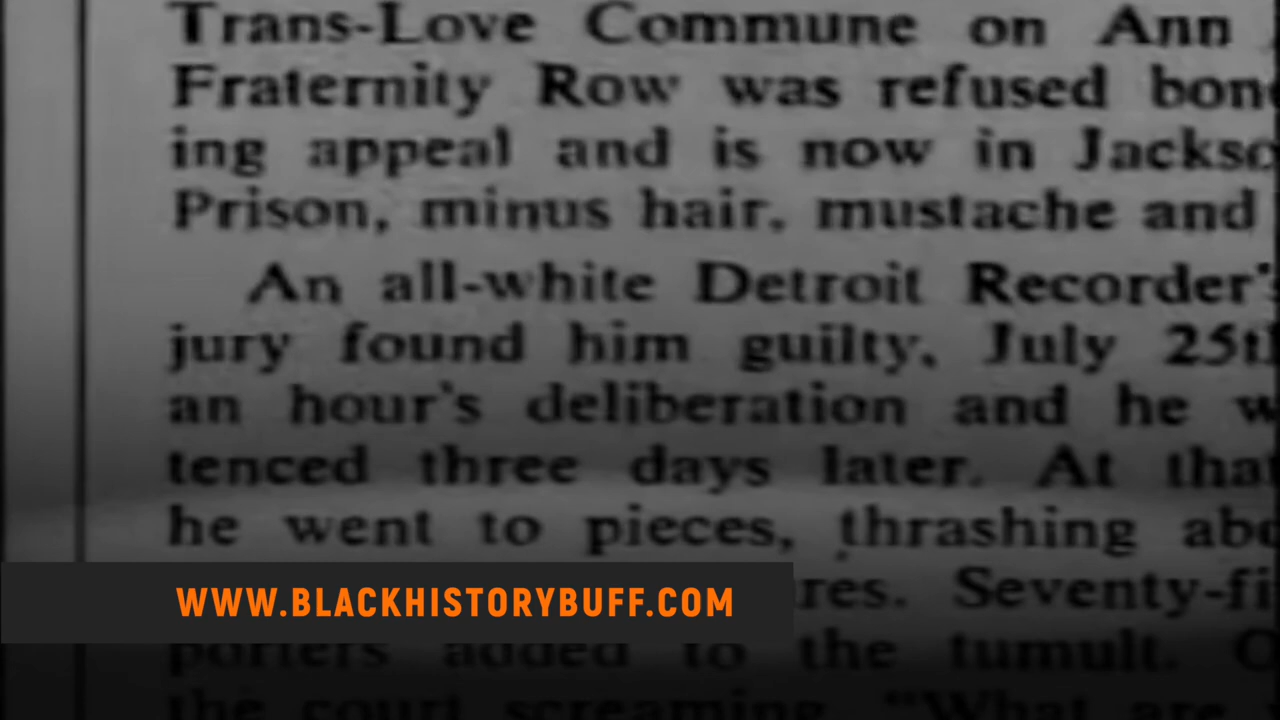 Trans-Love Commune on Ann
Fraternity Row was refused bon
ing appeal and is now in Jackso
Prison, minus hair, mustache and
An all-white Detroit Recorder's
jury found him guilty, July 25th
an hour's deliberation and he w
tenced three days later. At that
he went to pieces, thrashing abo
res. Seventy-fi
WWW.BLACKHISTORYBUFF.COM
porters added to the tumult. O
the court screaming, "What are